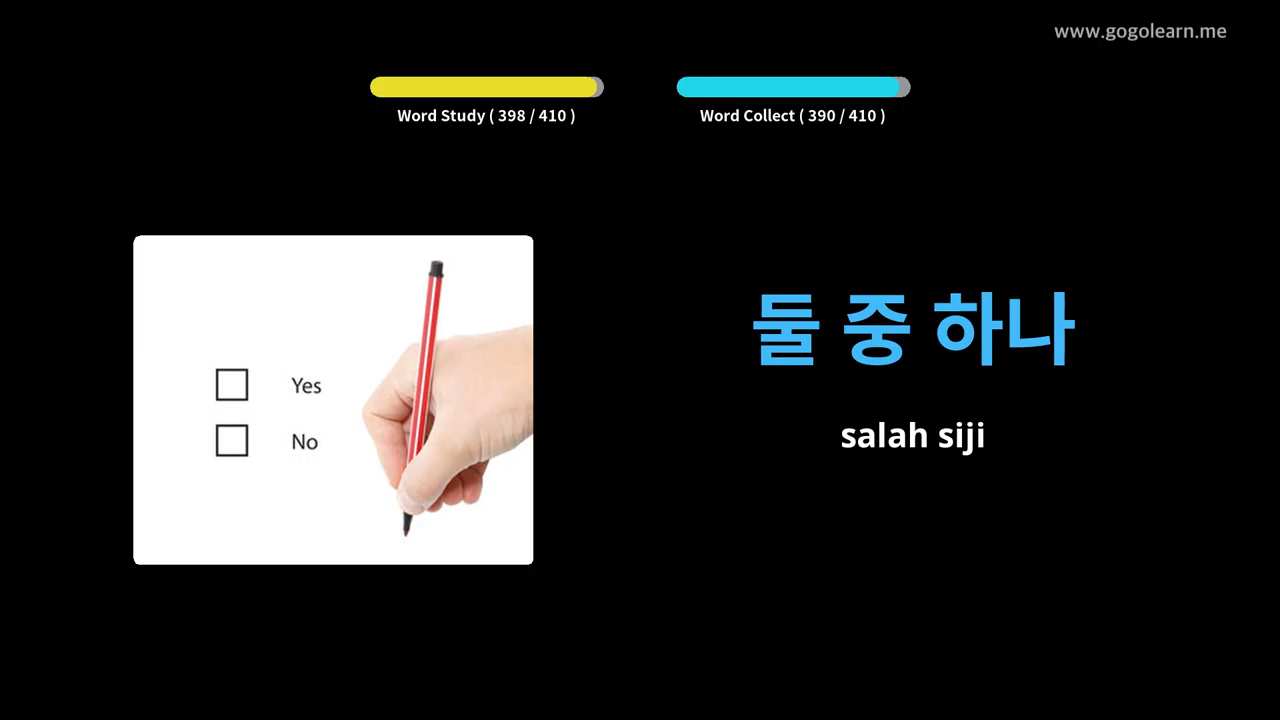 www.gogolearn.me
Word Study ( 398 / 410 )
Word Collect ( 390 / 410 )
Yes
No
둘 중 하나
salah siji